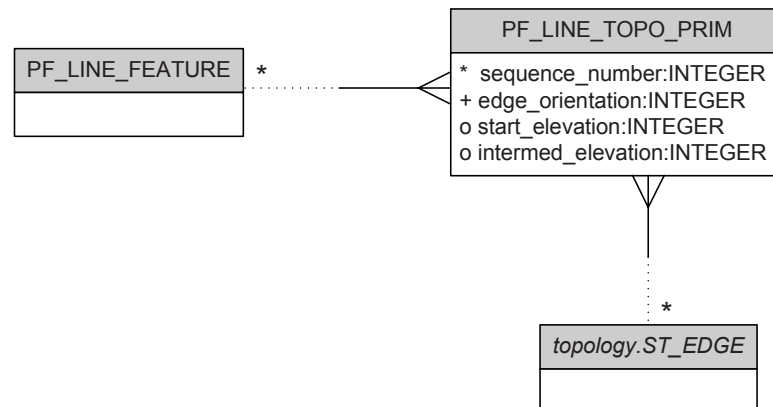 PF_LINE_TOPO_PRIM
PF_LINE_FEATURE
*
* sequence_number:INTEGER
+ edge_orientation:INTEGER
o start_elevation:INTEGER
o intermed_elevation:INTEGER
*
topology.ST_EDGE